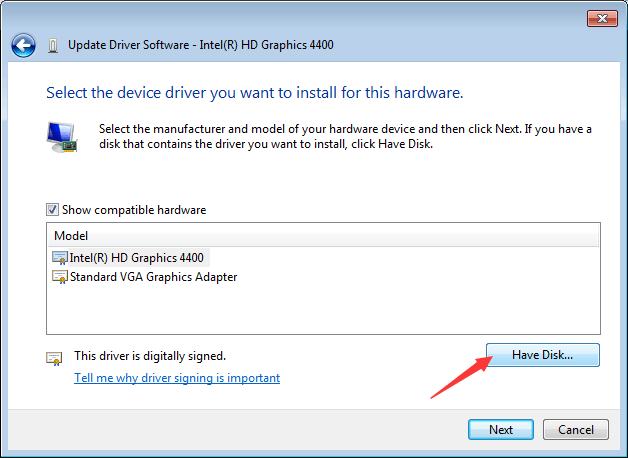 Update Driver Software - Intel(R) HD Graphics 4400
Select the device driver you want to install for this hardware.
Select the manufacturer and model of your hardware device and then click Next. If you have a
disk that contains the driver you want to install, click Have Disk.
Show compatible hardware
Model
Intel(R) HD Graphics 4400
Standard VGA Graphics Adapter
This driver is digitally signed.
Have Disk...
Tell me why driver signing is important
Next
Cancel